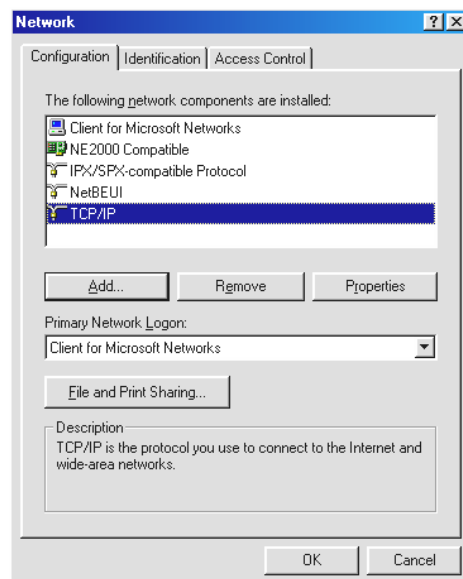 Network
Configuration Identification Access Control
The following network components are installed:
Client for Microsoft Networks
NE2000 Compatible
IPX/SPX-compatible Protocol
NetBEUI
TCP/IP
Add... Remove Properties
Primary Network Logon:
Client for Microsoft Networks
File and Print Sharing...
Description
TCP/IP is the protocol you use to connect to the Internet and
wide-area networks.
OK Cancel